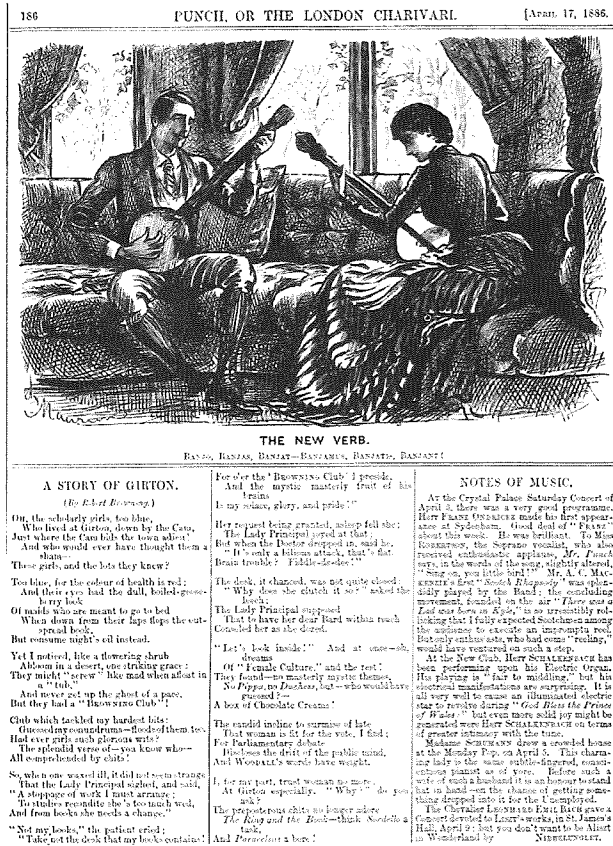 186
PUNCH, OR THE LONDON CHARIVARI.
[April 17, 1886.
Maurier
THE NEW VERB.
Banjo, Banjas, Banjat—Banjamus, Banjatis, Banjant!
A STORY OF GIRTON.
(By Robert Browning.)
Oh, the scholarly girls, too blue,
Who lived at Girton, down by the Cam,
Just where the Cam bids the town adieu!
And who would ever have thought them a
sham—
These girls, and the lots they knew?
Too blue, for the colour of health is red;
And their eyes had the dull, boiled-goose-
berry look
Of maids who are meant to go to bed
When down from their laps flops the out-
spread book,
But consume night's oil instead.
Yet I noticed, like a flowering shrub
Abloom in a desert, one striking grace:
They might "screw" like mad when afloat in
a "tub,"
And never get up the ghost of a pace,
But they had a "Browning Club"!
Club which tackled my hardest bits:
Guessed my conundrums—flock of them, too.
Had ever girls such glorious wits?
The splendid verse of—you know who—
All comprehended by chits!
So, when one waxed ill, it did not seem strange
That the Lady Principal sighed, and said,
"A stoppage of work I must arrange;
To studies recondite she's too much wed,
And from books she needs a change."
"Not my books," the patient cried;
"Take not the desk that my books contains!
For o'er the 'Browning Club' I preside,
And the mystic masterly fruit of his
brains
Is my solace, glory, and pride!"
Her request being granted, asleep fell she;
The Lady Principal joyed at that;
But when the Doctor popped in, said he,
"It's only a bilious attack, that's flat.
Brain trouble? Fiddle-de-dee!"
The desk, it chanced, was not quite closed:
"Why does she clutch it so?" asked the
leech;
The Lady Principal supposed
That to have her dear Bard within reach
Consoled her as she dozed.
"Let's look inside!" And at once—oh,
dreams
Of "Female Culture," and the rest!
They found—no masterly mystic themes,
No Pippa, no Duchess, but—who would have
guessed?—
A box of Chocolate Creams!
The candid incline to surmise of late
That woman is fit for the vote, I find;
For Parliamentary debate
Discloses the drift of the public mind,
And Woodall's words have weight.
I, for my part, trust woman no more,
At Girton especially. "Why?" do you
ask?
The preposterous chits no longer adore
The Ring and the Book—think Sordello a
task,
And Paracelsus a bore!
NOTES OF MUSIC.
At the Crystal Palace Saturday Concert of
April 3, there was a very good programme.
Herr Franz Ondricek made his first appear-
ance at Sydenham. Good deal of "Franz"
about this week. He was brilliant. To Miss
Robertson, the Soprano vocalist, who also
received enthusiastic applause, Mr. Punch
says, in the words of the song, slightly altered,
"Sing on, you little bird!" Mr. A. C. Mac-
kenzie's first "Scotch Rhapsody" was splen-
didly played by the Band; the concluding
movement, founded on the air "There was a
Lad was born in Kyle," is so irresistibly rol-
licking that I fully expected Scotchmen among
the audience to execute an impromptu reel.
But only enthusiasts, who had come "reeling,"
would have ventured on such a step.
At the New Club, Herr Schalkenbach has
been performing upon his Electric Organ.
His playing is "fair to middling," but his
electrical manifestations are surprising. It is
all very well to cause an illuminated electric
star to revolve during "God Bless the Prince
of Wales:" but even more solid joy might be
generated were Herr Schalkenbach on terms
of greater intimacy with the tune.
Madame Schumann drew a crowded house
at the Monday Pop, on April 5. This charm-
ing lady is the same subtle-fingered, consci-
entious pianist as of yore. Before such a
wife of such a husband it is an honour to stand
hat in hand—on the chance of getting some-
thing dropped into it for the Unemployed.
The Chevalier Leonhard Emil Bach gave a
Concert devoted to Liszt's works, in St. James's
Hall, April 9; but you don't want to be Aliszt
in Wonderland by Nibbelunglet.